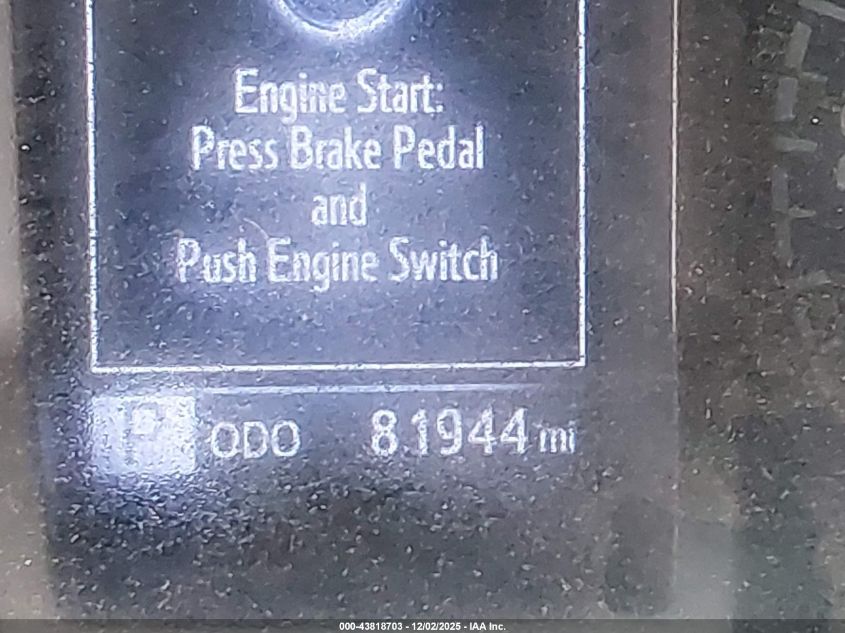 Engine Start:
Press Brake Pedal
and
Push Engine Switch
P
ODO 81944 mi
000-43818703 - 12/02/2025 - IAA Inc.